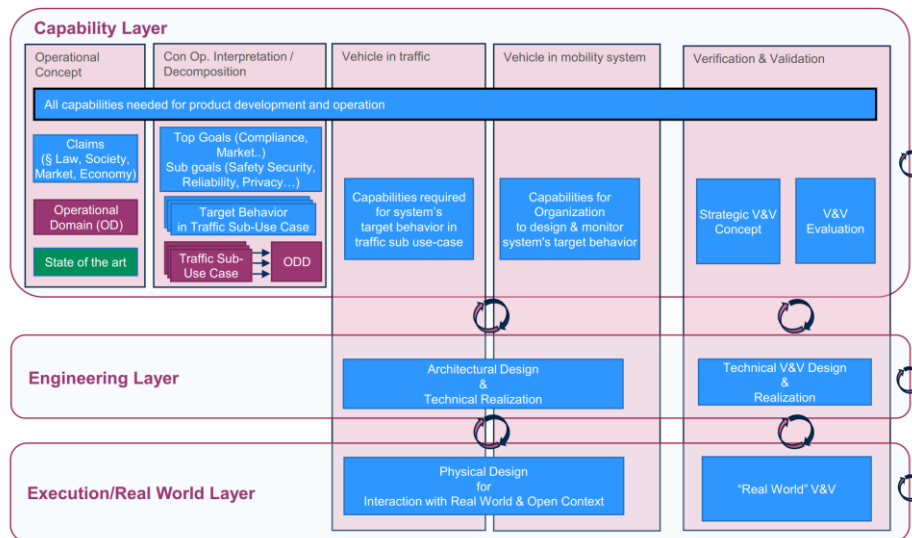 Capability Layer
Operational
Concept
Con Op. Interpretation /
Decomposition
Vehicle in traffic
Vehicle in mobility system
Verification & Validation
All capabilities needed for product development and operation
Claims
(§ Law, Society,
Market, Economy)
Operational
Domain (OD)
State of the art
Top Goals (Compliance,
Market..)
Sub goals (Safety Security,
Reliability, Privacy…)
Target Behavior
in Traffic Sub-Use Case
Traffic Sub-
Use Case
ODD
Capabilities required
for system's
target behavior in
traffic sub use-case
Capabilities for
Organization
to design & monitor
system's target behavior
Strategic V&V
Concept
V&V
Evaluation
Engineering Layer
Architectural Design
&
Technical Realization
Technical V&V Design
&
Realization
Execution/Real World Layer
Physical Design
for
Interaction with Real World & Open Context
"Real World" V&V